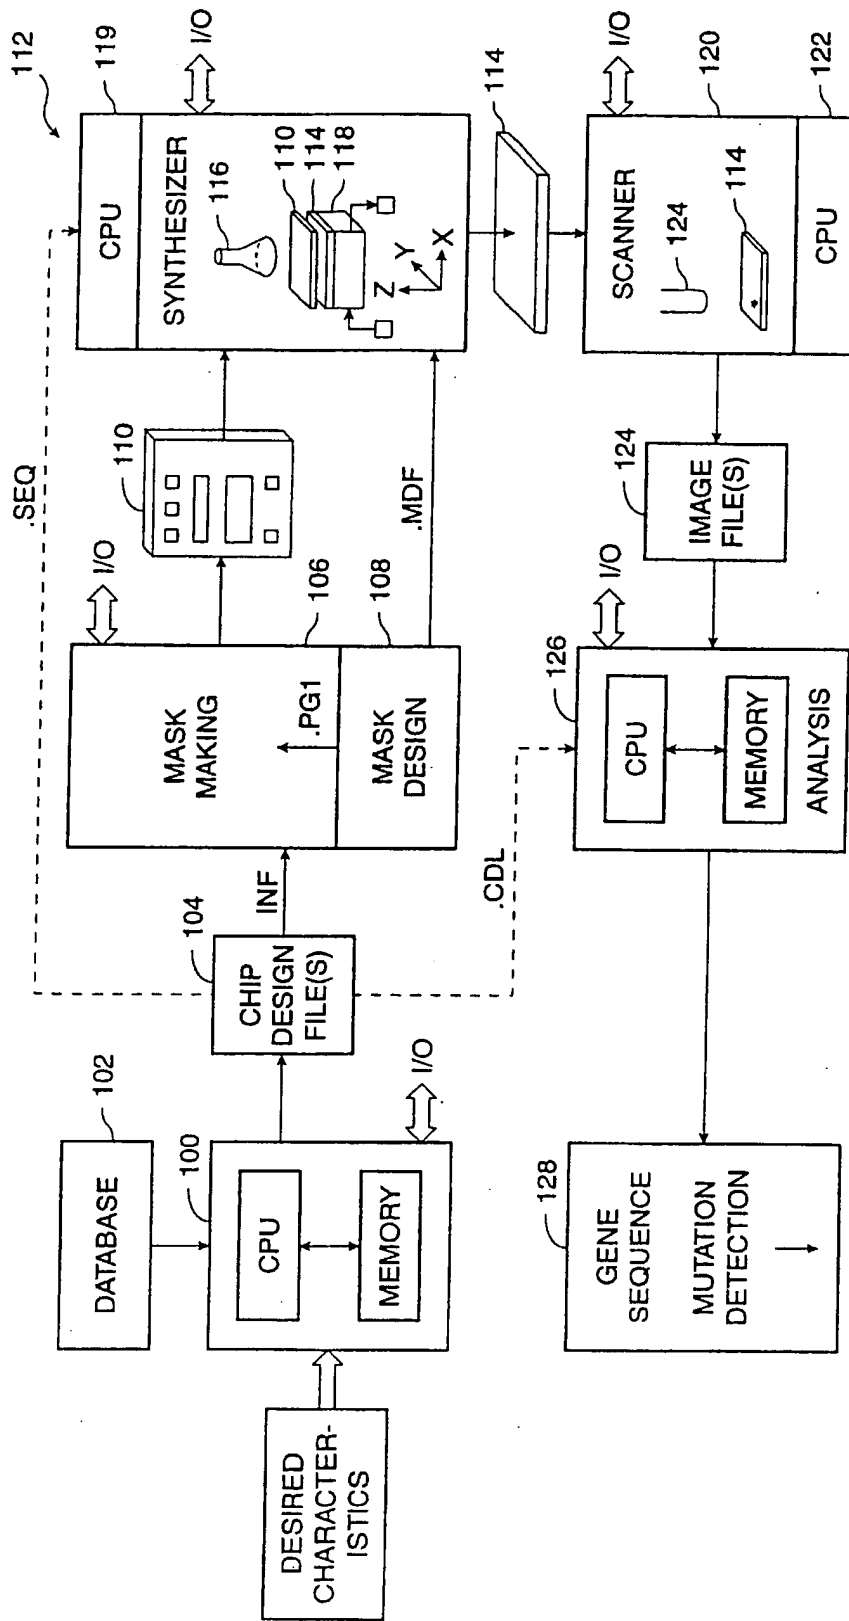 DESIRED
CHARACTER-
ISTICS
DATABASE
102
100
CPU
MEMORY
I/O
104
CHIP
DESIGN
FILE(S)
INF
.SEQ
.CDL
MASK
MAKING
I/O
106
.PG1
MASK
DESIGN
108
110
.MDF
112
CPU
119
SYNTHESIZER
I/O
116
110
114
118
Z
Y
X
114
SCANNER
I/O
120
124
114
CPU
122
124
IMAGE
FILE(S)
126
I/O
CPU
MEMORY
ANALYSIS
128
GENE
SEQUENCE
MUTATION
DETECTION